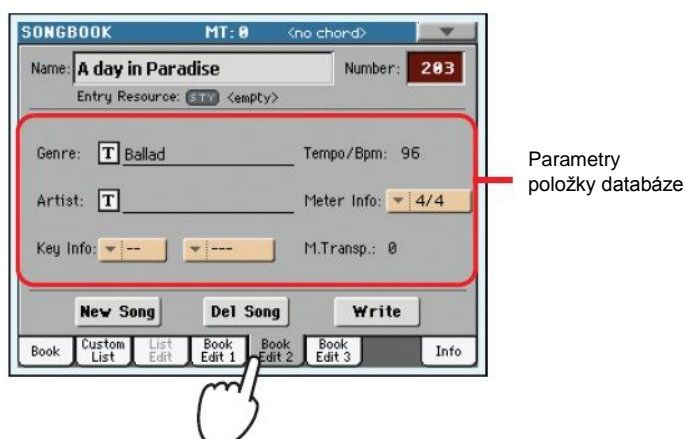 SONGBOOK MT: 0 <no chord>
Name: A day in Paradise Number: 203
Entry Resource: STY <empty>
Genre: T Ballad Tempo/Bpm: 96
Artist: T Meter Info: 4/4
Key Info: -- --- M.Transp.: 0
Parametry
položky databáze
New Song Del Song Write
Book Custom List List Edit Book Edit 1 Book Edit 2 Book Edit 3 Info